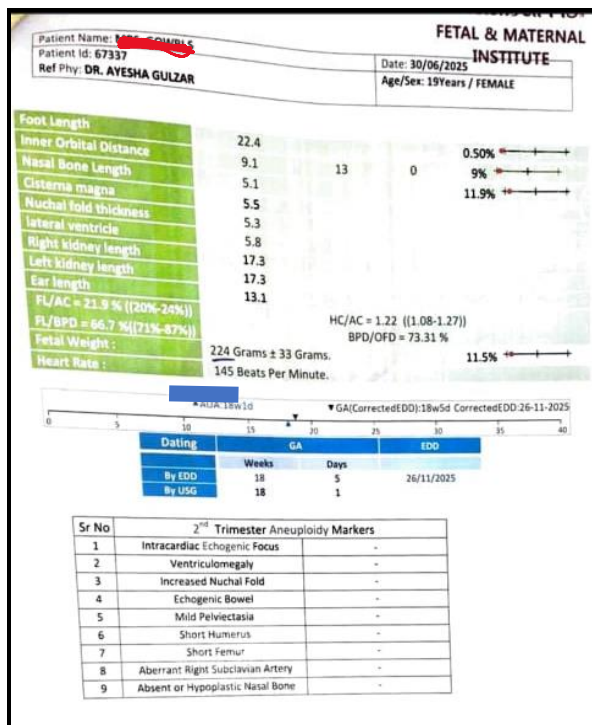 FETAL & MATERNAL
INSTITUTE
Patient Name:
Patient Id: 67337
Ref Phy: DR. AYESHA GULZAR
Date: 30/06/2025
Age/Sex: 19Years / FEMALE
Foot Length 22.4 0.50%
Inner Orbital Distance 9.1 13 0 9%
Nasal Bone Length 5.1 11.9%
Cisterna magna 5.5
Nuchal fold thickness 5.3
lateral ventricle 5.8
Right kidney length 17.3
Left kidney length 17.3
Ear length 13.1
FL/AC = 21.9 % ((20%-24%)) HC/AC = 1.22 ((1.08-1.27))
FL/BPD = 66.7 %((71%-87%)) BPD/OFD = 73.31 %
Fetal Weight : 224 Grams ± 33 Grams. 11.5%
Heart Rate : 145 Beats Per Minute.
AUA:18w1d GA(CorrectedEDD):18w5d CorrectedEDD:26-11-2025
0 5 10 15 20 25 30 35 40
Dating GA EDD
Weeks Days
By EDD 18 5 26/11/2025
By USG 18 1
Sr No 2nd Trimester Aneuploidy Markers
1 Intracardiac Echogenic Focus -
2 Ventriculomegaly -
3 Increased Nuchal Fold -
4 Echogenic Bowel -
5 Mild Pelviectasia -
6 Short Humerus -
7 Short Femur -
8 Aberrant Right Subclavian Artery -
9 Absent or Hypoplastic Nasal Bone -